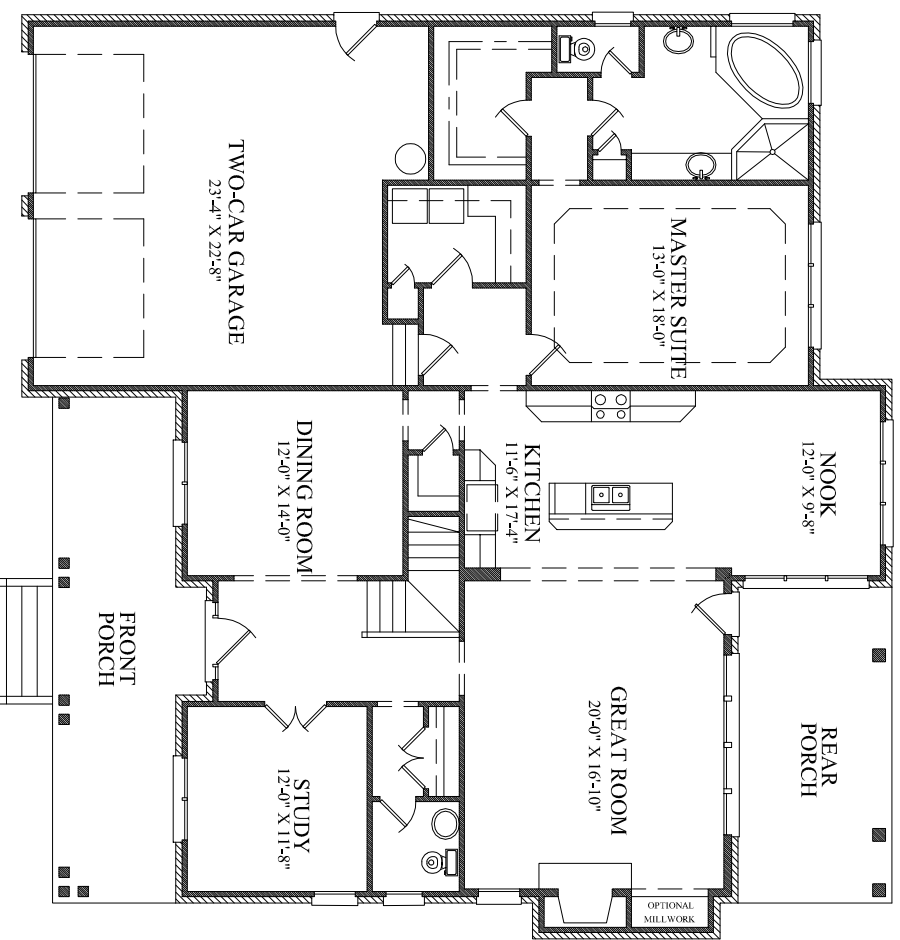 TWO-CAR GARAGE
23'-4" X 22'-8"
MASTER SUITE
13'-0" X 18'-0"
DINING ROOM
12'-0" X 14'-0"
KITCHEN
11'-6" X 17'-4"
NOOK
12'-0" X 9'-8"
FRONT
PORCH
GREAT ROOM
20'-0" X 16'-10"
REAR
PORCH
STUDY
12'-0" X 11'-8"
OPTIONAL
MILLWORK